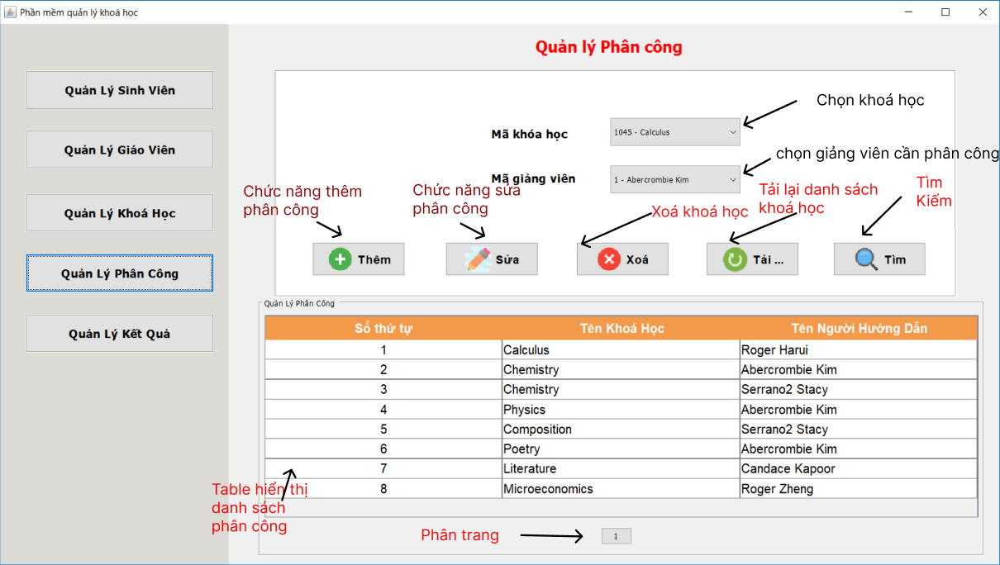 Phần mềm quản lý khoá học
Quản lý Phân công
Quản Lý Sinh Viên
Quản Lý Giáo Viên
Quản Lý Khoá Học
Quản Lý Phân Công
Quản Lý Kết Quả
Chọn khoá học
Mã khóa học
1045 - Calculus
chọn giảng viên cần phân công
Mã giảng viên
1 - Abercrombie Kim
Chức năng thêm
phân công
Chức năng sửa
phân công
Xoá khoá học
Tải lại danh sách
khoá học
Tìm
Kiếm
Thêm
Sửa
Xoá
Tải ...
Tìm
Quản Lý Phân Công
Số thứ tự Tên Khoá Học Tên Người Hướng Dẫn
1 Calculus Roger Harui
2 Chemistry Abercrombie Kim
3 Chemistry Serrano2 Stacy
4 Physics Abercrombie Kim
5 Composition Serrano2 Stacy
6 Poetry Abercrombie Kim
7 Literature Candace Kapoor
8 Microeconomics Roger Zheng
Table hiển thị
danh sách
phân công
Phân trang
1